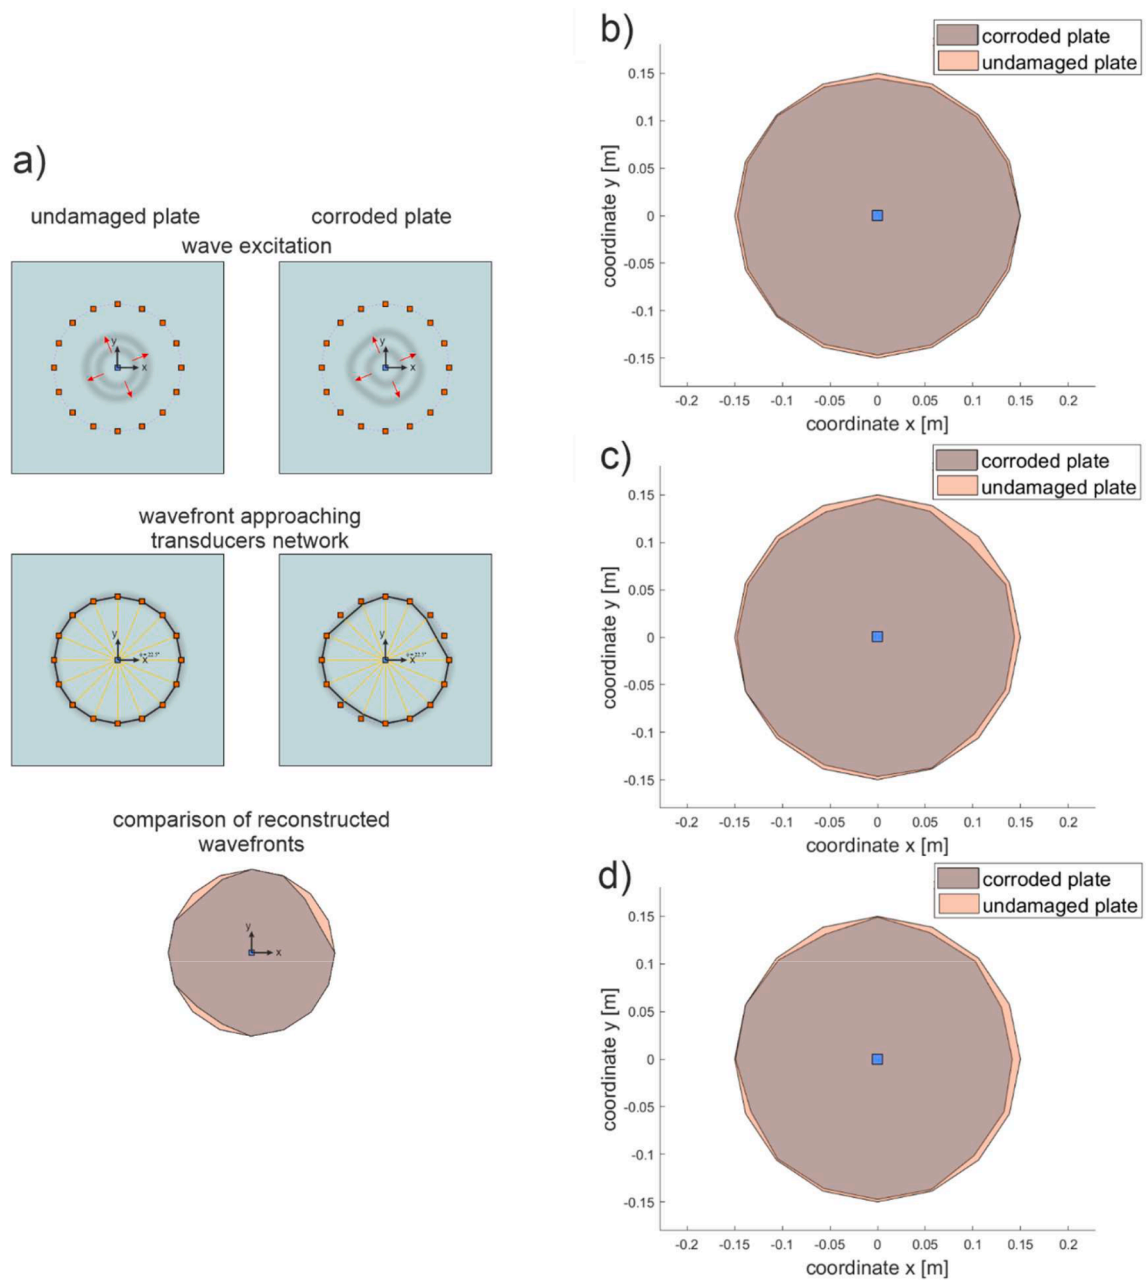 a)
undamaged plate
corroded plate
wave excitation
y
x
y
x
wavefront approaching
transducers network
y
x
y
x
comparison of reconstructed
wavefronts
y
x
b)
corroded plate
undamaged plate
coordinate y [m]
0.15
0.1
0.05
0
-0.05
-0.1
-0.15
-0.2 -0.15 -0.1 -0.05 0 0.05 0.1 0.15 0.2
coordinate x [m]
c)
corroded plate
undamaged plate
coordinate y [m]
0.15
0.1
0.05
0
-0.05
-0.1
-0.15
-0.2 -0.15 -0.1 -0.05 0 0.05 0.1 0.15 0.2
coordinate x [m]
d)
corroded plate
undamaged plate
coordinate y [m]
0.15
0.1
0.05
0
-0.05
-0.1
-0.15
-0.2 -0.15 -0.1 -0.05 0 0.05 0.1 0.15 0.2
coordinate x [m]